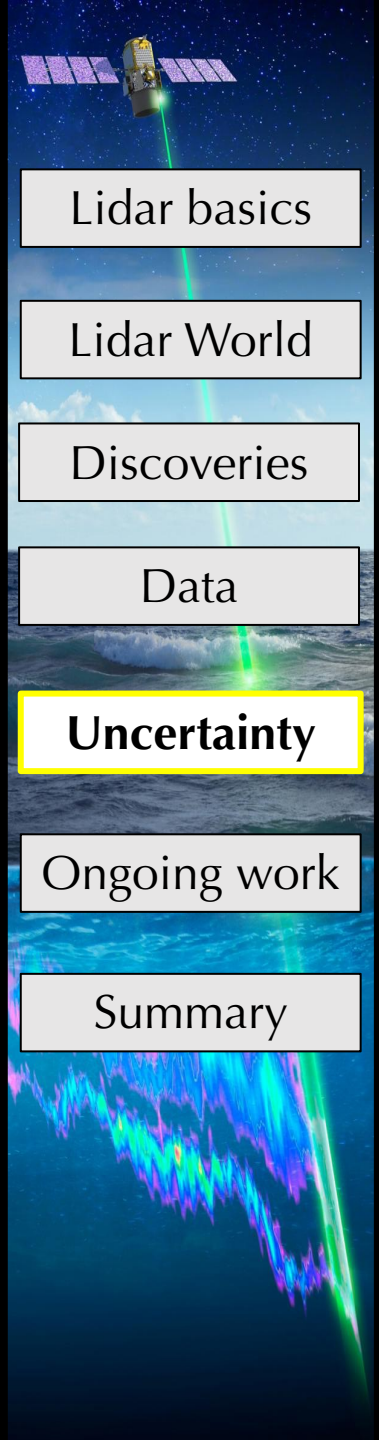 Lidar basics
Lidar World
Discoveries
Data
Uncertainty
Ongoing work
Summary